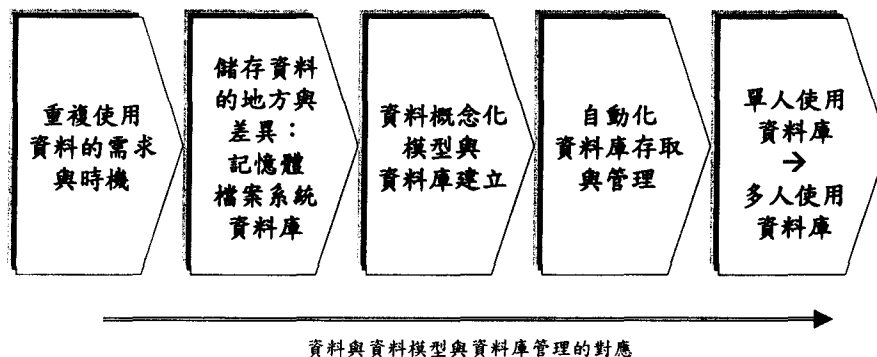 重複使用
資料的需求
與時機
儲存資料
的地方與
差異：
記憶體
檔案系統
資料庫
資料概念化
模型與
資料庫建立
自動化
資料庫存取
與管理
單人使用
資料庫
→
多人使用
資料庫
資料與資料模型與資料庫管理的對應